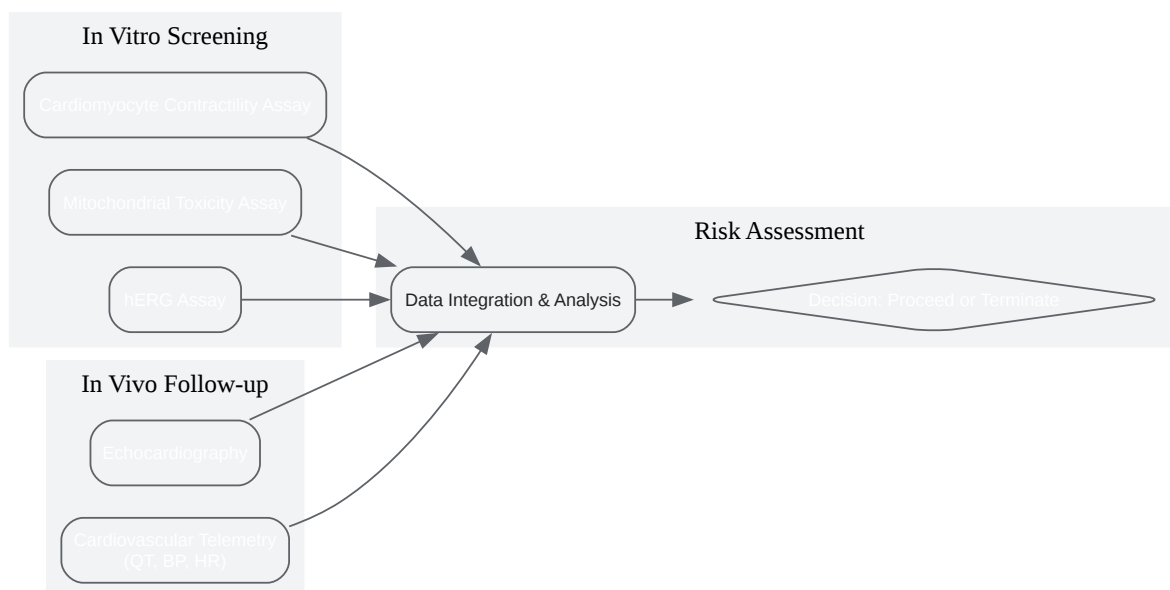 In Vitro Screening
Cardiomyocyte Contractility Assay
Mitochondrial Toxicity Assay
hERG Assay
Risk Assessment
Data Integration & Analysis
Decision: Proceed or Terminate
In Vivo Follow-up
Echocardiography
Cardiovascular Telemetry
(QT, BP, HR)